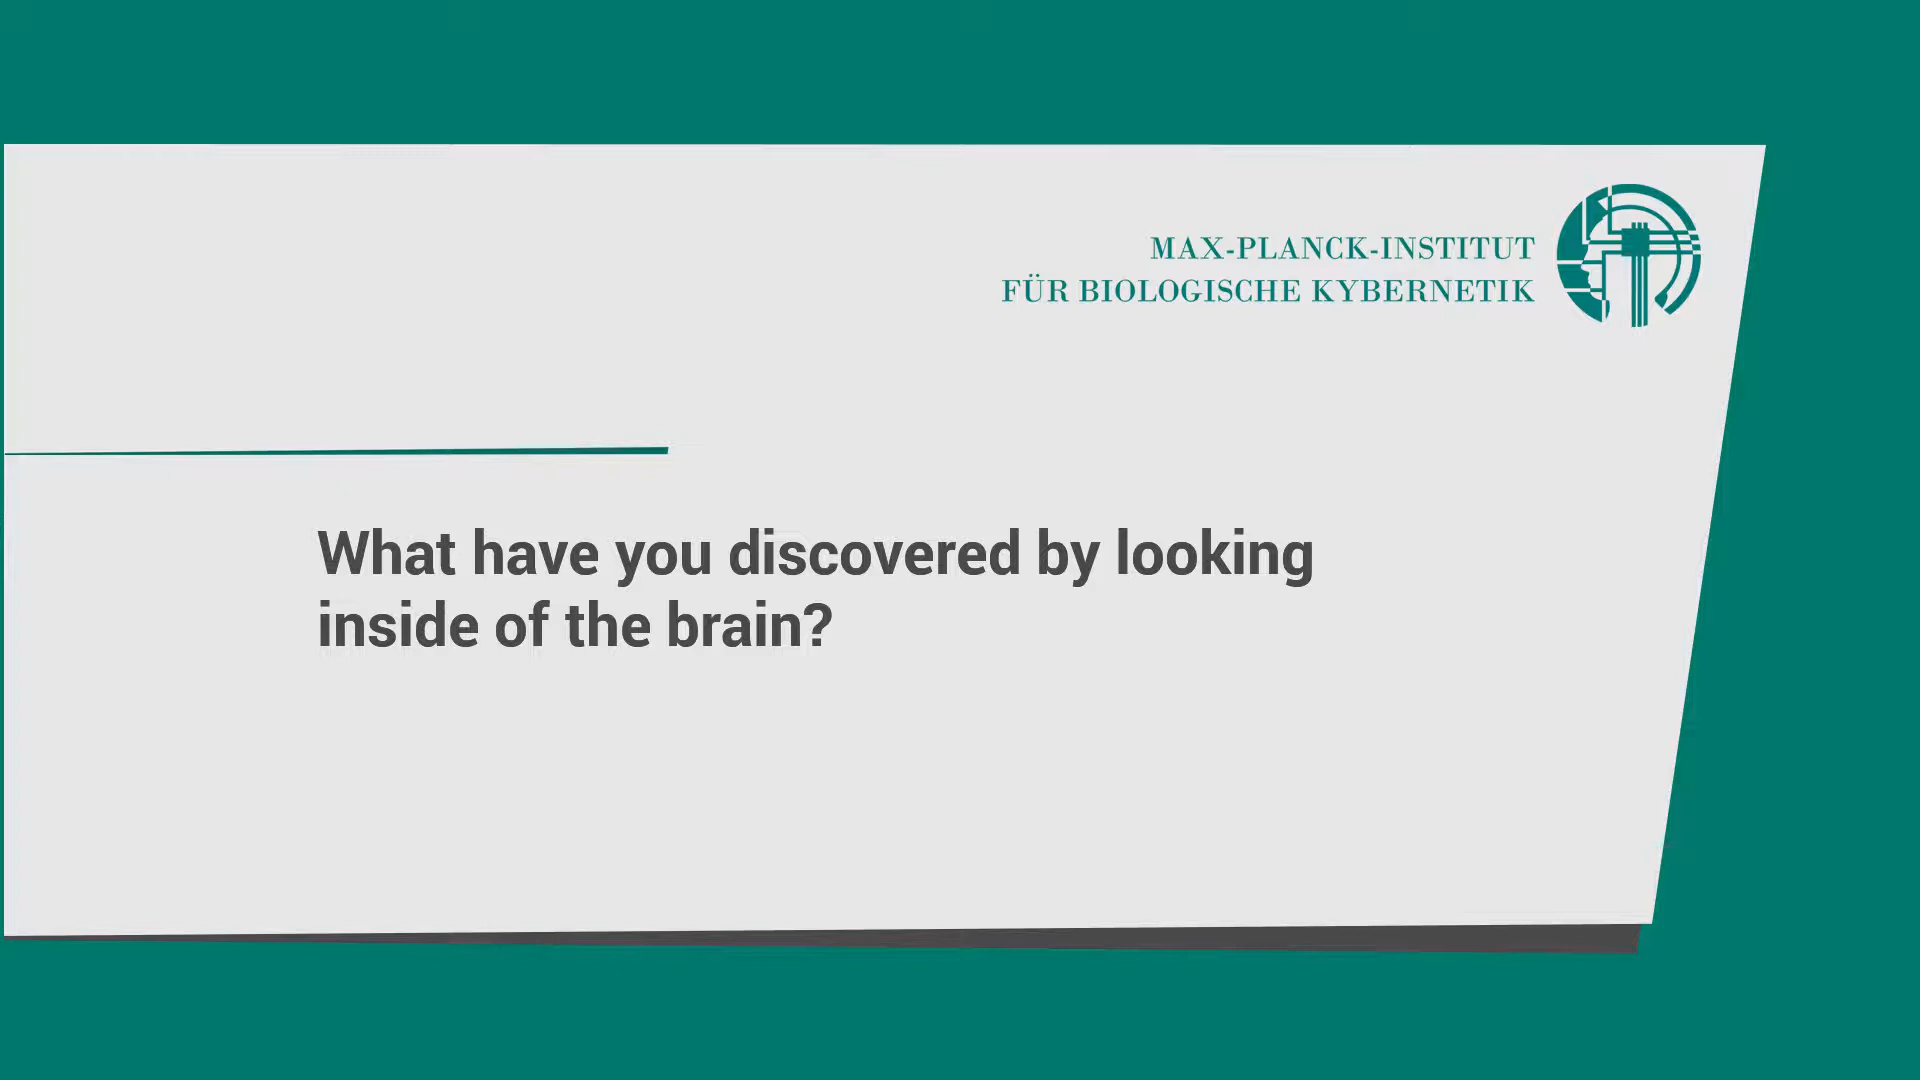 MAX-PLANCK-INSTITUT
FÜR BIOLOGISCHE KYBERNETIK
What have you discovered by looking
inside of the brain?